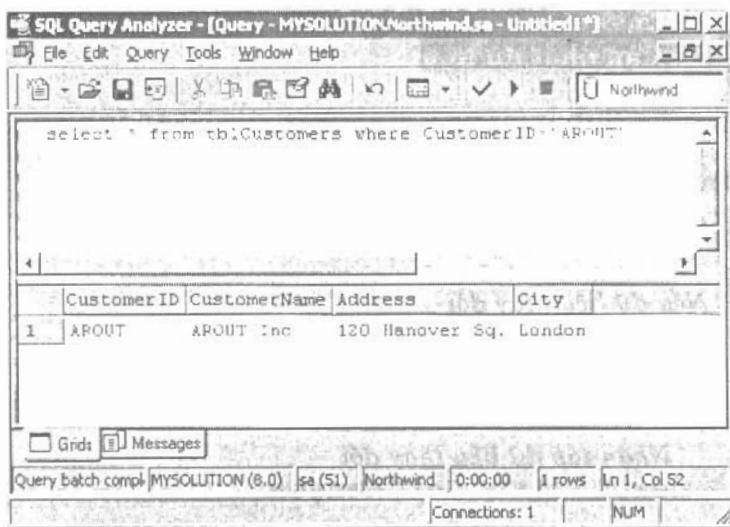 SQL Query Analyzer - [Query - MYSOLUTION.Northwind.sa - Untitled1*]
File Edit Query Tools Window Help
Northwind
select * from tblCustomers where CustomerID='AROUT'
CustomerID CustomerName Address City
1 AROUT AROUT Inc 120 Hanover Sq. London
Grids Messages
Query batch compl MYSOLUTION (8.0) sa (51) Northwind 0:00:00 1 rows Ln 1, Col 52
Connections: 1 NUM